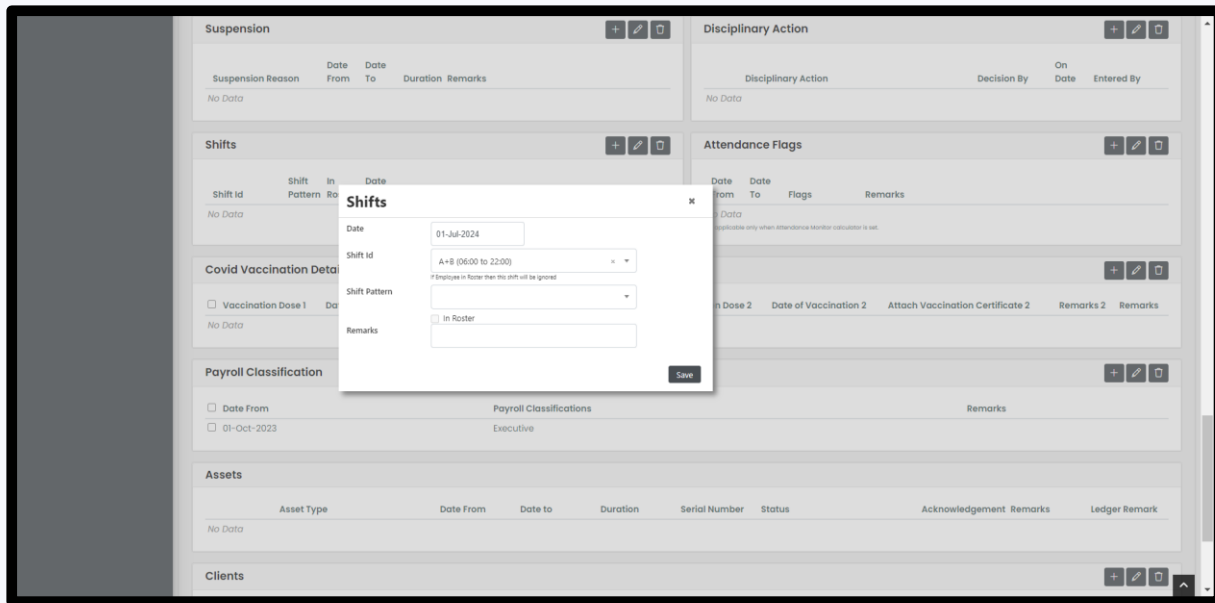 Suspension
Date Date
Suspension Reason From To Duration Remarks
No Data
Disciplinary Action
On
Disciplinary Action Decision By Date Entered By
No Data
Shifts
Shift In Date
Shift Id Pattern
No Data
Attendance Flags
Date Date
To Flags Remarks
Data
applicable only when Attendance Monitor calculator is set.
Shifts
Date
01-Jul-2024
Shift Id
A+B (06:00 to 22:00)
If Employee In Roster then this shift will be ignored
Shift Pattern
In Roster
Remarks
Save
Covid Vaccination
Vaccination Dose 1
Dose 2 Date of Vaccination 2 Attach Vaccination Certificate 2 Remarks 2 Remarks
No Data
Payroll Classification
Date From Payroll Classifications Remarks
01-Oct-2023 Executive
Assets
Asset Type Date From Date to Duration Serial Number Status Acknowledgement Remarks Ledger Remark
No Data
Clients